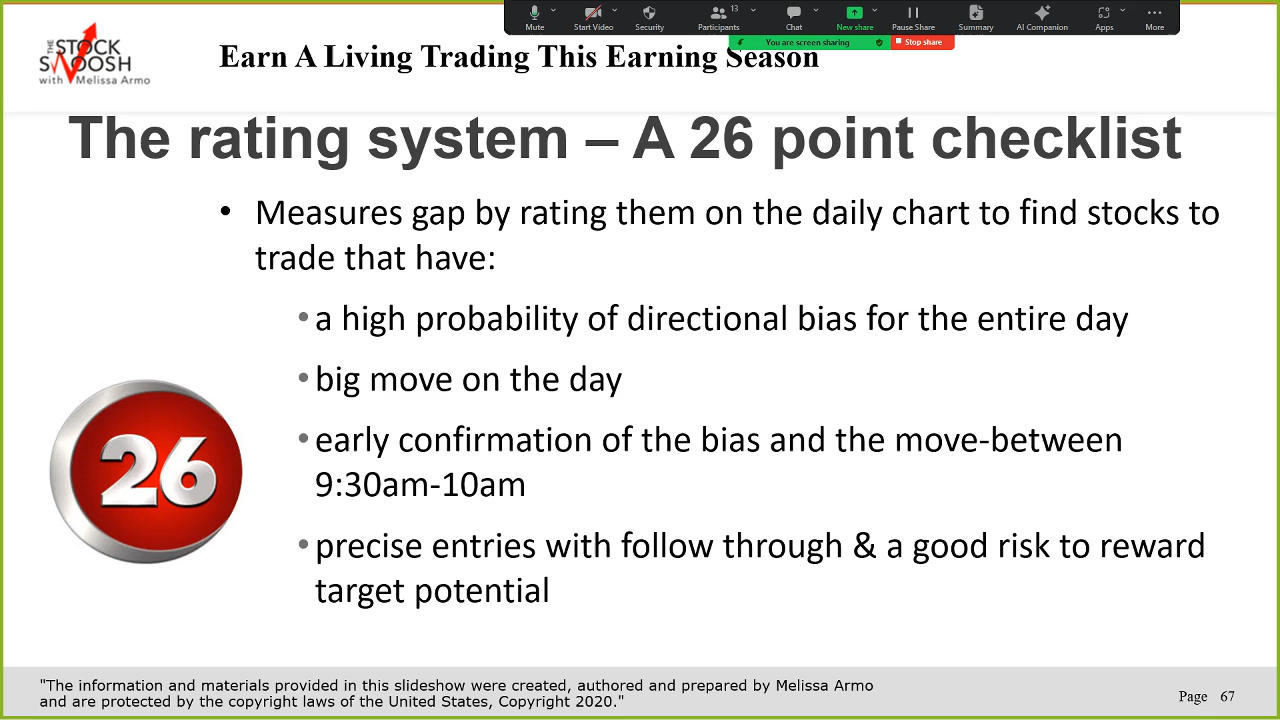 Mute
Start Video
Security
13
Participants
Chat
New share
Pause Share
Summary
AI Companion
Apps
More
You are screen sharing
Stop share
THE
STOCK
SWOOSH
with Melissa Armo
Earn A Living Trading This Earning Season
The rating system – A 26 point checklist
• Measures gap by rating them on the daily chart to find stocks to
trade that have:
• a high probability of directional bias for the entire day
• big move on the day
• early confirmation of the bias and the move-between
9:30am-10am
• precise entries with follow through & a good risk to reward
target potential
26
"The information and materials provided in this slideshow were created, authored and prepared by Melissa Armo
and are protected by the copyright laws of the United States, Copyright 2020."
Page 67